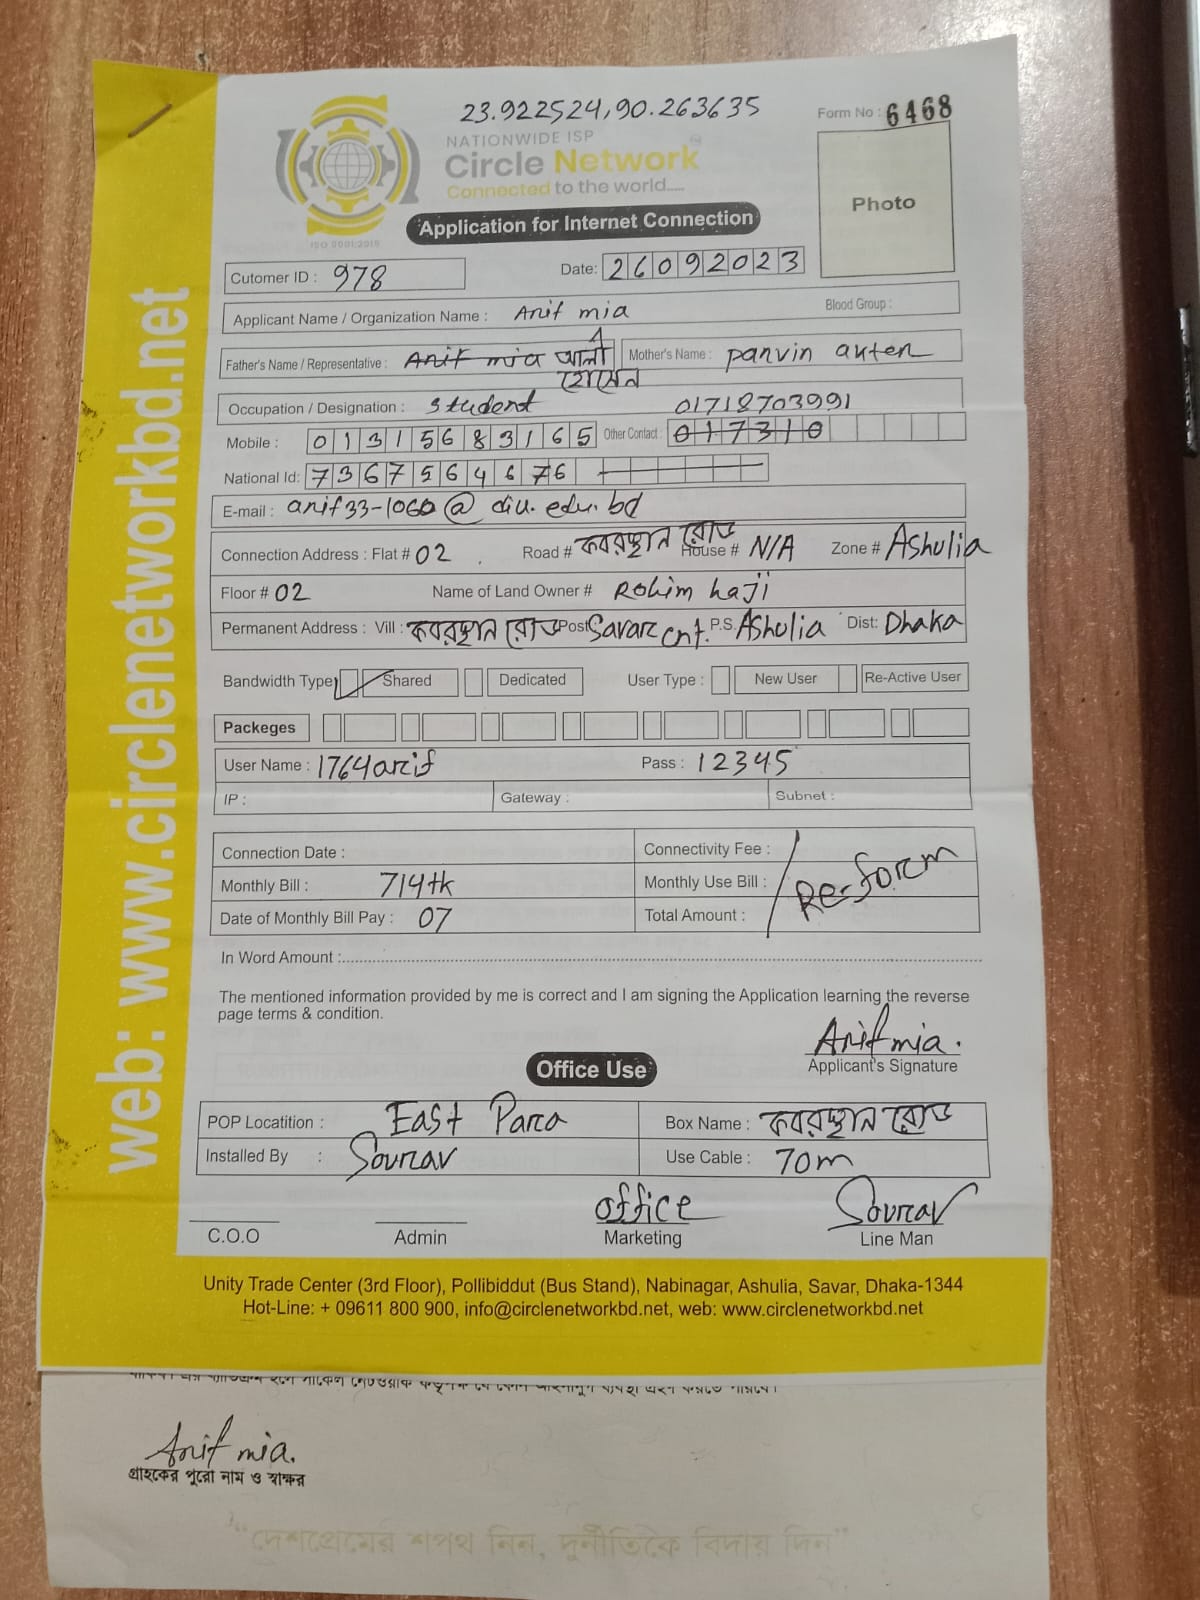 23.922524,90.263635
Form No : 6468
NATIONWIDE ISP
Circle Network
Connected to the world.....
ISO 9001:2015
Photo
Application for Internet Connection
Cutomer ID : 978
Date: 26092023
Applicant Name / Organization Name : Arif mia
Blood Group :
Father's Name / Representative : Arif mia আলী হোসেন
Mother's Name : parvin akter
Occupation / Designation : Student
01718703991
Mobile : 01315683165 Other Contact : 017310
National Id: 7367564676
E-mail : arif33-1060@diu.edu.bd
Connection Address : Flat # 02 Road # কবরস্থান রোড House # N/A Zone # Ashulia
Floor # 02 Name of Land Owner # Rohim haji
Permanent Address : Vill : কবরস্থান রোড Post Savar Cnt. P.S. Ashulia Dist: Dhaka
Bandwidth Type Shared Dedicated User Type : New User Re-Active User
Packeges
User Name : 1764arif Pass : 12345
IP : Gateway : Subnet :
Connection Date : Connectivity Fee :
Monthly Bill : 714tk Monthly Use Bill :
Re-form
Date of Monthly Bill Pay : 07 Total Amount :
In Word Amount :
The mentioned information provided by me is correct and I am signing the Application learning the reverse
page terms & condition.
Arif mia.
Applicant's Signature
Office Use
POP Locatition : East Para Box Name : কবরস্থান রোড
Installed By : Sourav Use Cable : 70m
office Sourav
C.O.O Admin Marketing Line Man
Unity Trade Center (3rd Floor), Pollibiddut (Bus Stand), Nabinagar, Ashulia, Savar, Dhaka-1344
Hot-Line: + 09611 800 900, info@circlenetworkbd.net, web: www.circlenetworkbd.net
web: www.circlenetworkbd.net
Arif mia.
গ্রাহকের পুরো নাম ও স্বাক্ষর
"দেশপ্রেমের শপথ নিন, দুর্নীতিকে বিদায় দিন"